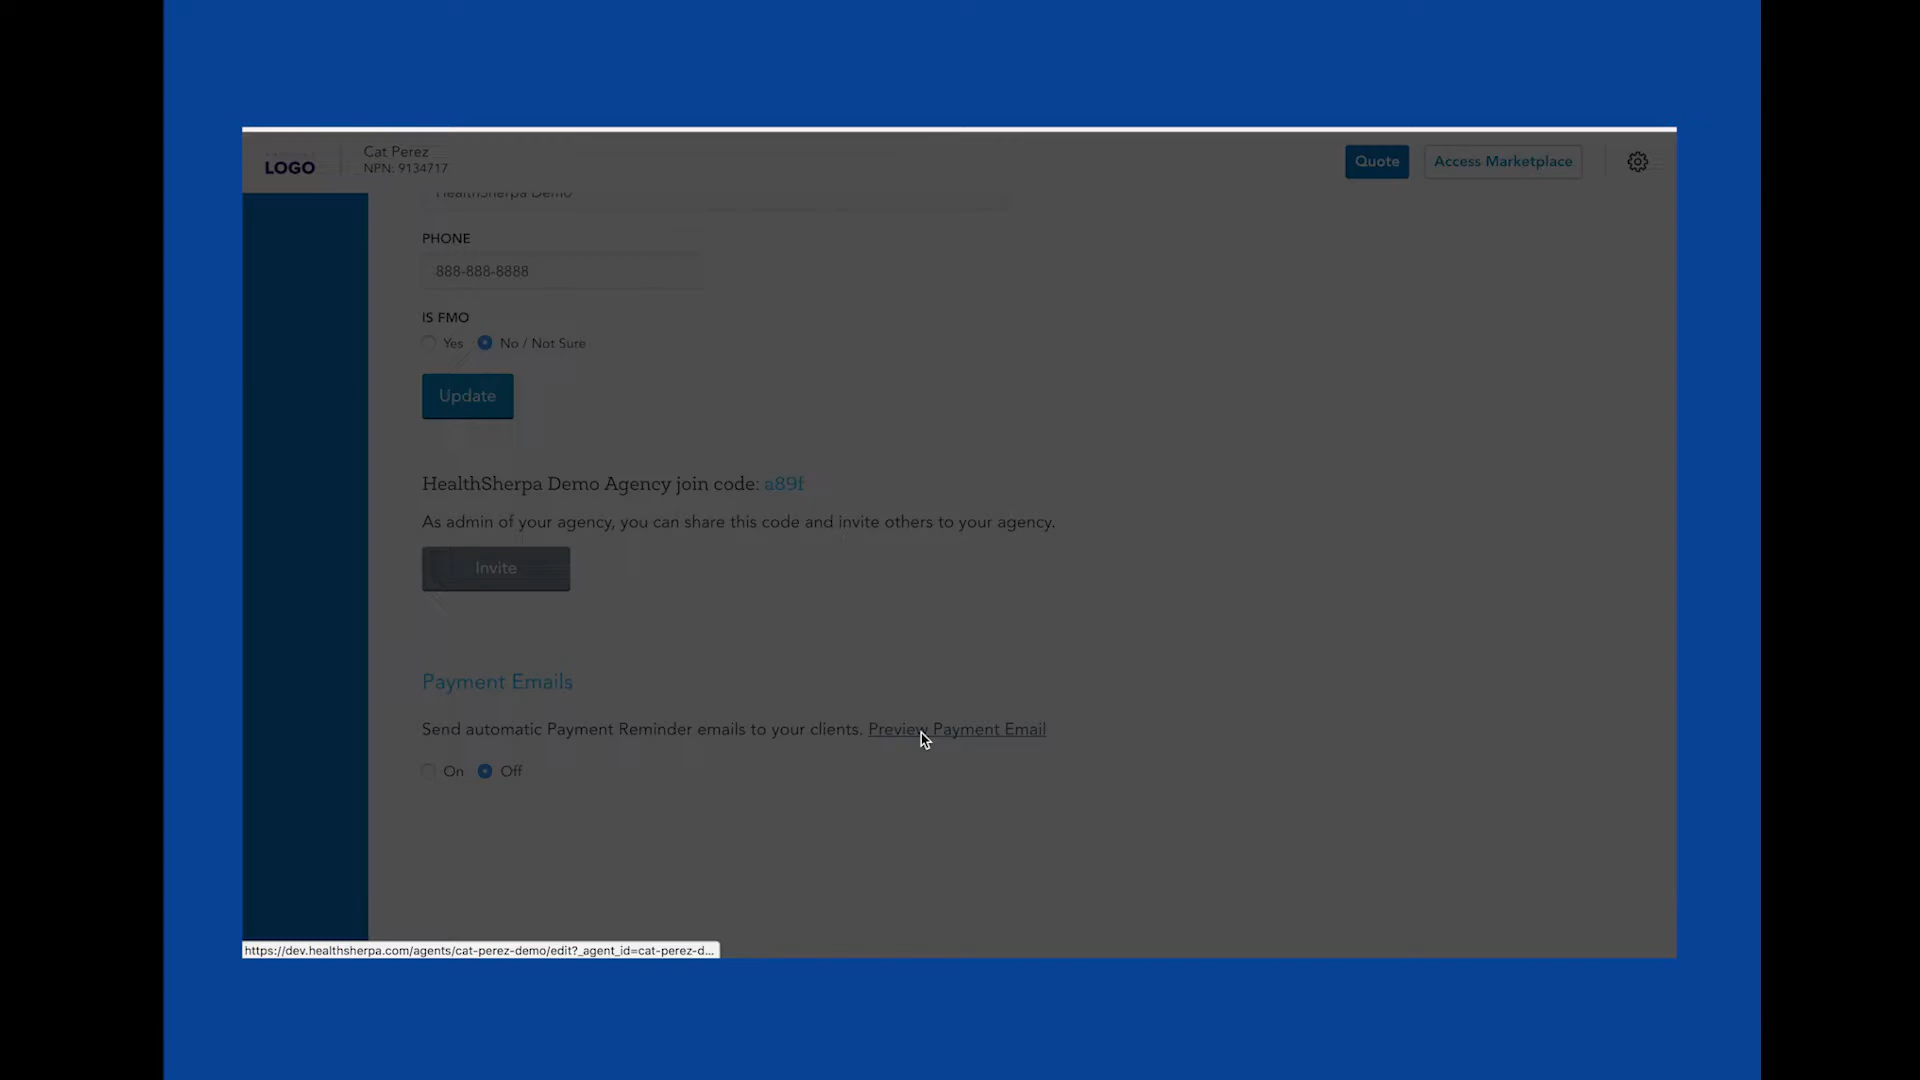 LOGO
Cat Perez
NPN: 9134717
Quote
Access Marketplace
HealthSherpa Demo
PHONE
888-888-8888
IS FMO
Yes
No / Not Sure
Update
HealthSherpa Demo Agency join code: a89f
As admin of your agency, you can share this code and invite others to your agency.
Invite
Payment Emails
Send automatic Payment Reminder emails to your clients. Preview Payment Email
On
Off
https://dev.healthsherpa.com/agents/cat-perez-demo/edit?_agent_id=cat-perez-d...